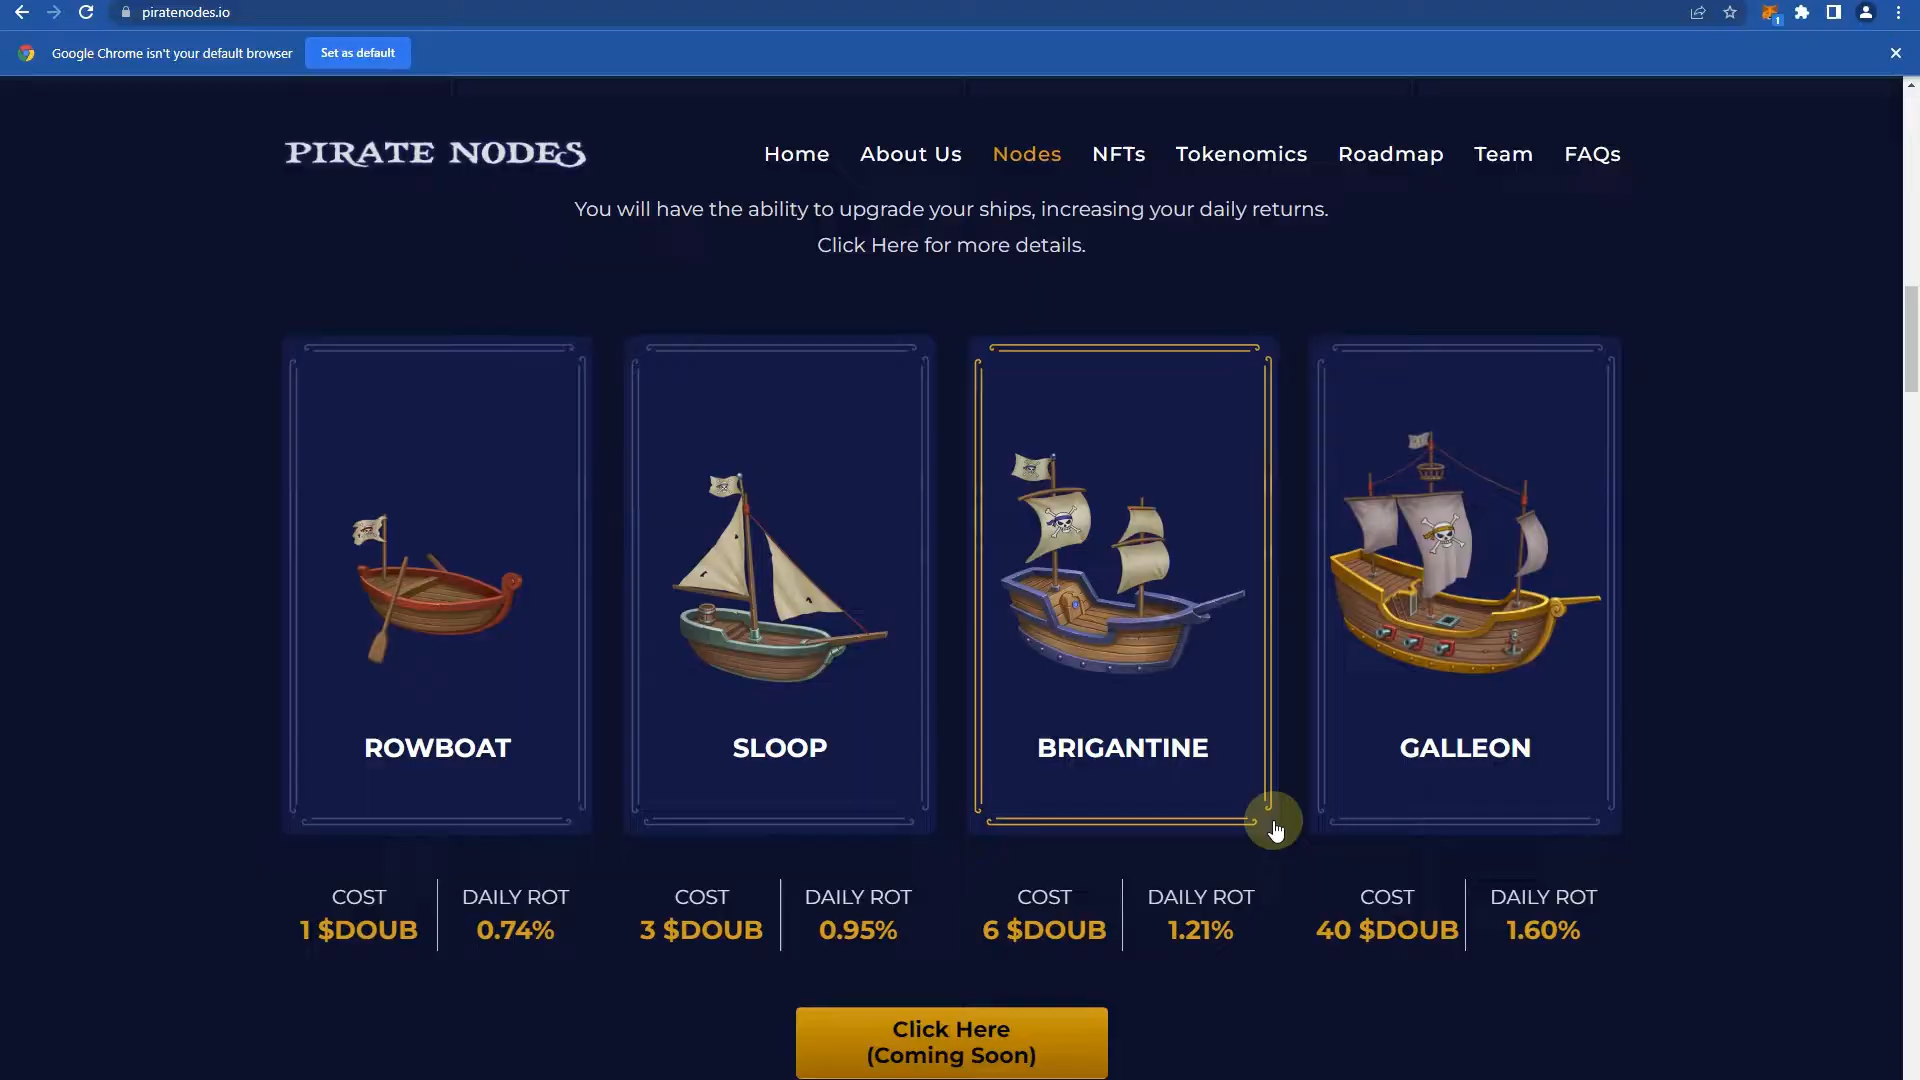 piratenodes.io
1
Google Chrome isn't your default browser
Set as default
PIRATE NODES
Home
About Us
Nodes
NFTs
Tokenomics
Roadmap
Team
FAQs
You will have the ability to upgrade your ships, increasing your daily returns.
Click Here for more details.
ROWBOAT
SLOOP
BRIGANTINE
GALLEON
COST
1 $DOUB
DAILY ROT
0.74%
COST
3 $DOUB
DAILY ROT
0.95%
COST
6 $DOUB
DAILY ROT
1.21%
COST
40 $DOUB
DAILY ROT
1.60%
Click Here
(Coming Soon)